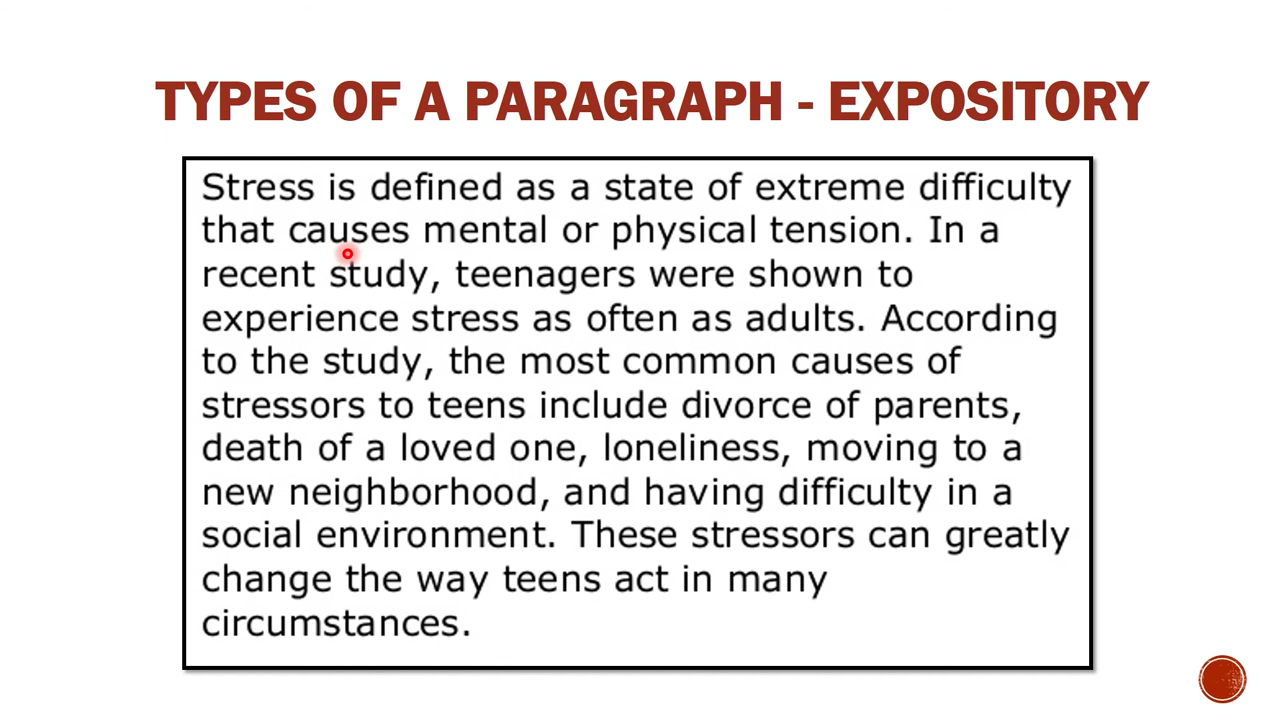 TYPES OF A PARAGRAPH - EXPOSITORY
Stress is defined as a state of extreme difficulty
that causes mental or physical tension. In a
recent study, teenagers were shown to
experience stress as often as adults. According
to the study, the most common causes of
stressors to teens include divorce of parents,
death of a loved one, loneliness, moving to a
new neighborhood, and having difficulty in a
social environment. These stressors can greatly
change the way teens act in many
circumstances.